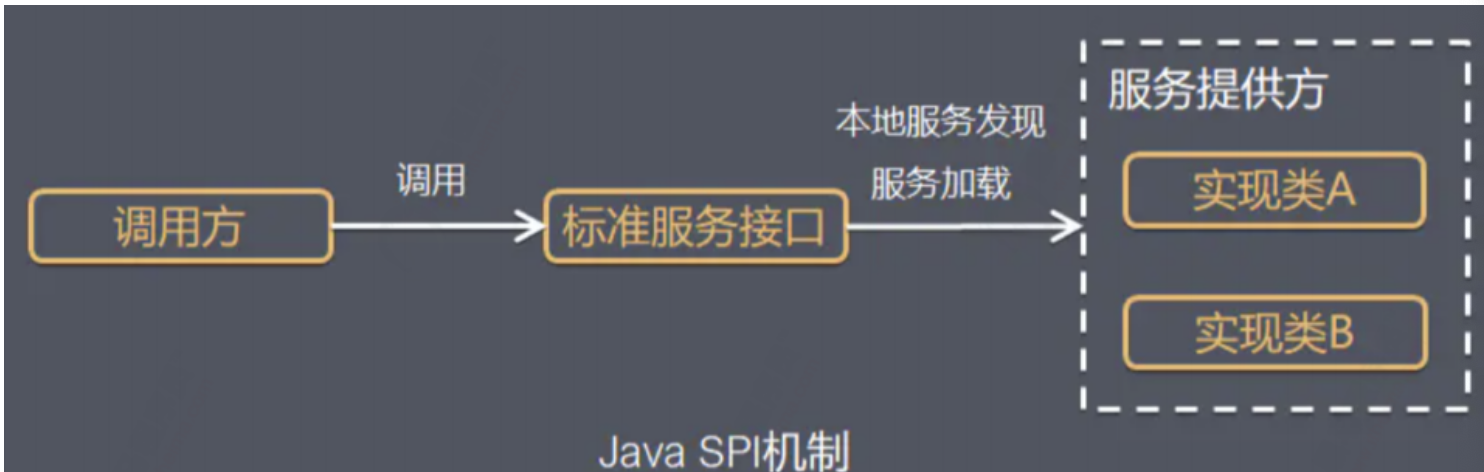 服务提供方
本地服务发现
服务加载
调用
调用方
标准服务接口
实现类A
实现类B
Java SPI机制